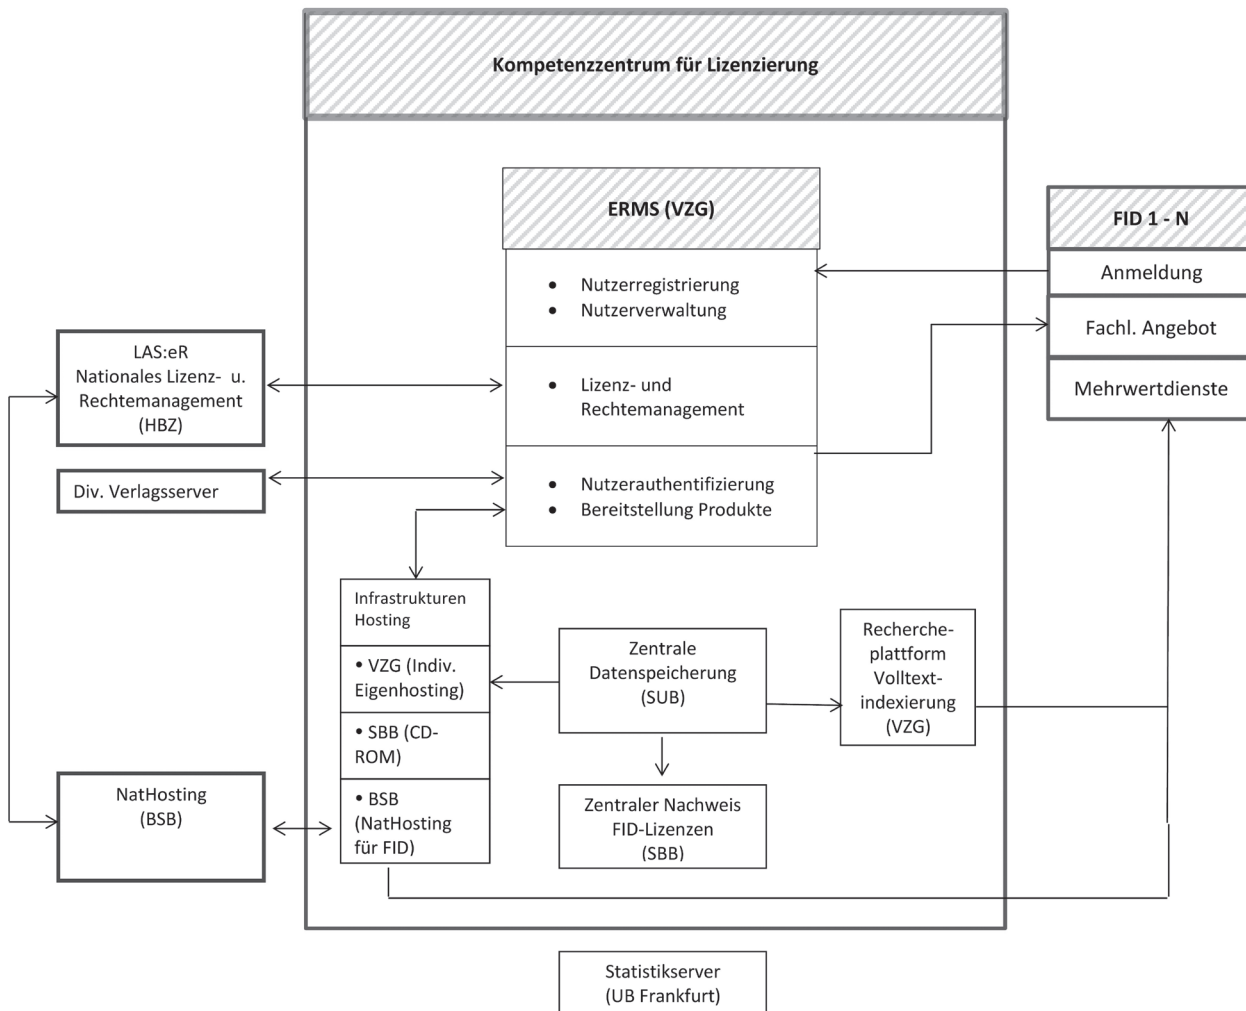 Kompetenzzentrum für Lizenzierung
ERMS (VZG)
• Nutzerregistrierung
• Nutzerverwaltung
• Lizenz- und
Rechtemanagement
• Nutzerauthentifizierung
• Bereitstellung Produkte
FID 1 - N
Anmeldung
Fachl. Angebot
Mehrwertdienste
LAS:eR
Nationales Lizenz- u.
Rechtemanagement
(HBZ)
Div. Verlagsserver
NatHosting
(BSB)
Infrastrukturen
Hosting
• VZG (Indiv.
Eigenhosting)
• SBB (CD-
ROM)
• BSB
(NatHosting
für FID)
Zentrale
Datenspeicherung
(SUB)
Zentraler Nachweis
FID-Lizenzen
(SBB)
Recherche-
plattform
Volltext-
indexierung
(VZG)
Statistikserver
(UB Frankfurt)